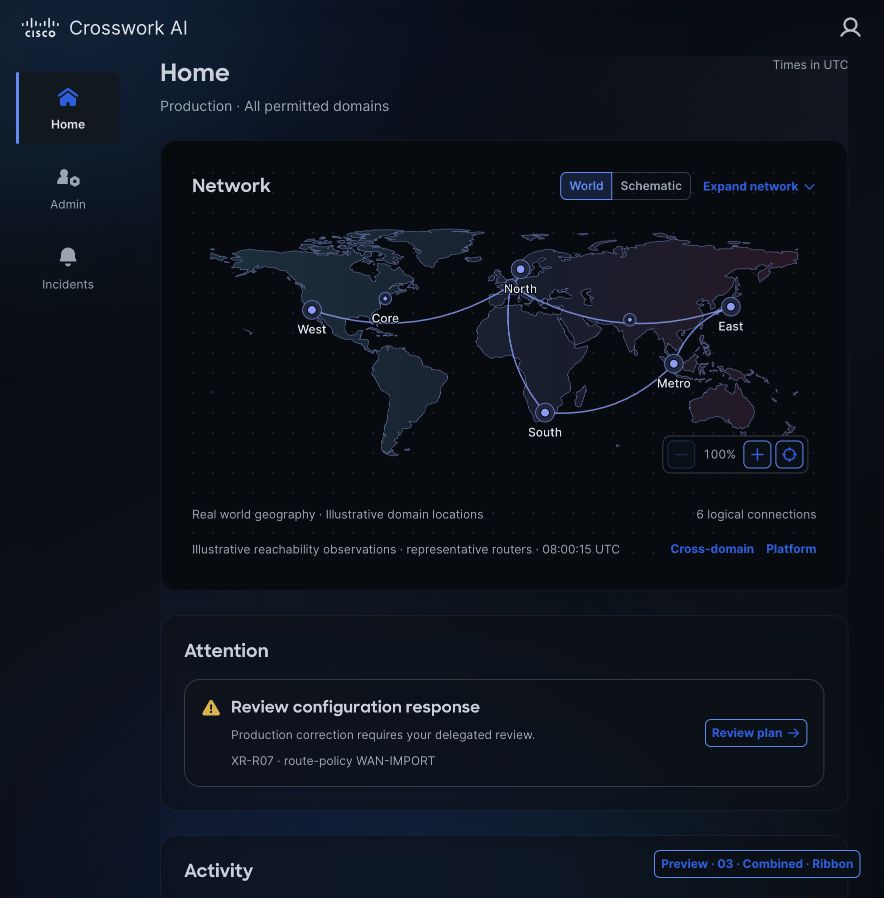 CISCO Crosswork AI
Home
Times in UTC
Production · All permitted domains
Home
Admin
Incidents
Network
World
Schematic
Expand network
North
Core
West
East
Metro
South
100%
Real world geography · Illustrative domain locations
6 logical connections
Illustrative reachability observations · representative routers · 08:00:15 UTC
Cross-domain
Platform
Attention
Review configuration response
Production correction requires your delegated review.
XR-R07 · route-policy WAN-IMPORT
Review plan →
Activity
Preview · 03 · Combined · Ribbon